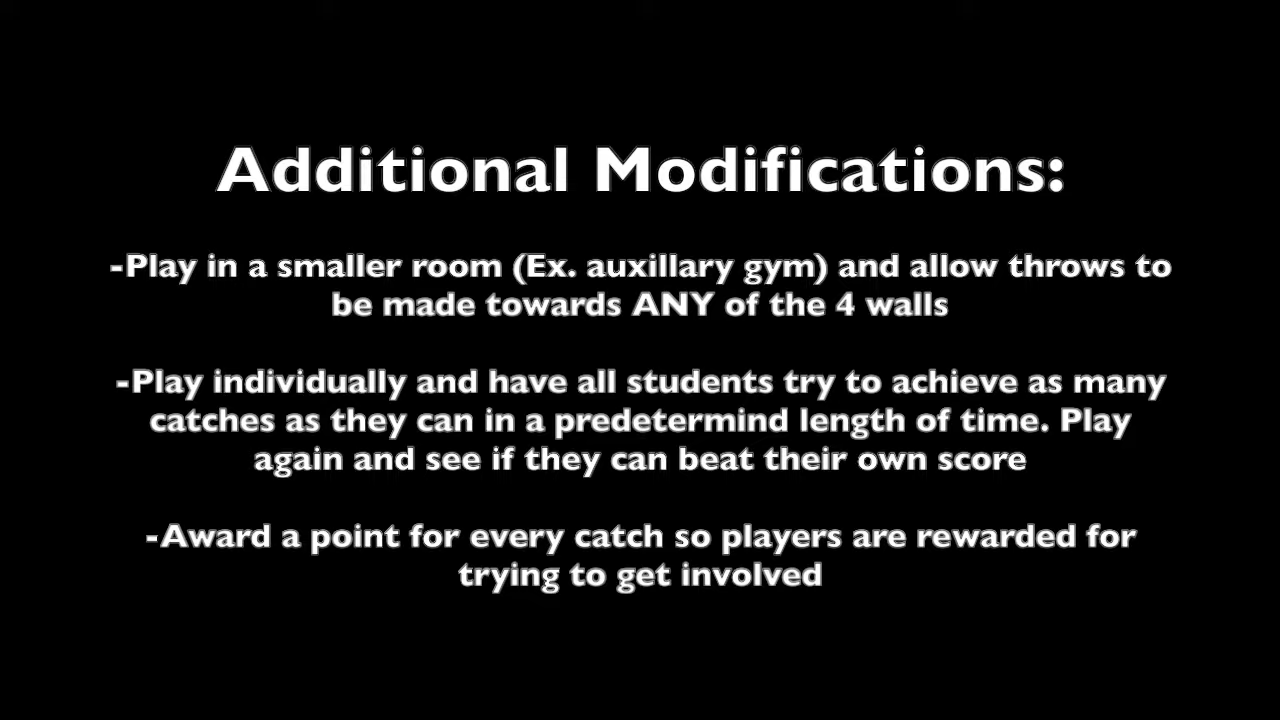 Additional Modifications:
-Play in a smaller room (Ex. auxillary gym) and allow throws to
be made towards ANY of the 4 walls
-Play individually and have all students try to achieve as many
catches as they can in a predetermind length of time. Play
again and see if they can beat their own score
-Award a point for every catch so players are rewarded for
trying to get involved